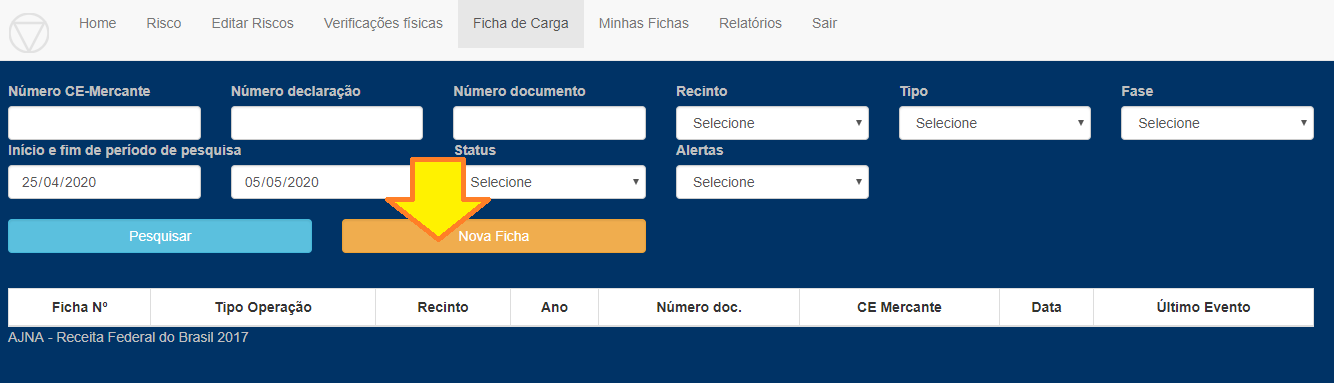 Home Risco Editar Riscos Verificações físicas Ficha de Carga Minhas Fichas Relatórios Sair
Número CE-Mercante Número declaração Número documento Recinto Tipo Fase
Selecione Selecione Selecione
Início e fim de período de pesquisa Status Alertas
25/04/2020 05/05/2020 Selecione Selecione
Pesquisar Nova Ficha
Ficha Nº Tipo Operação Recinto Ano Número doc. CE Mercante Data Último Evento
AJNA - Receita Federal do Brasil 2017